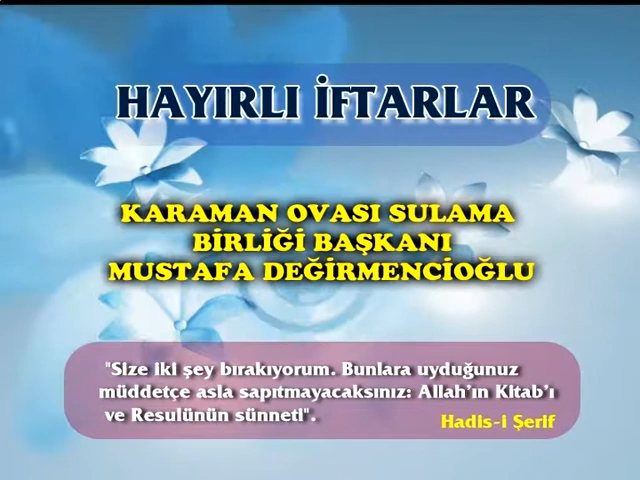 HAYIRLI İFTARLAR
KARAMAN OVASI SULAMA
BİRLİĞİ BAŞKANI
MUSTAFA DEĞİRMENCİOĞLU
"Size iki şey bırakıyorum. Bunlara uyduğunuz
müddetçe asla sapıtmayacaksınız: Allah'ın Kitab'ı
ve Resulünün sünneti".
Hadis-i Şerif